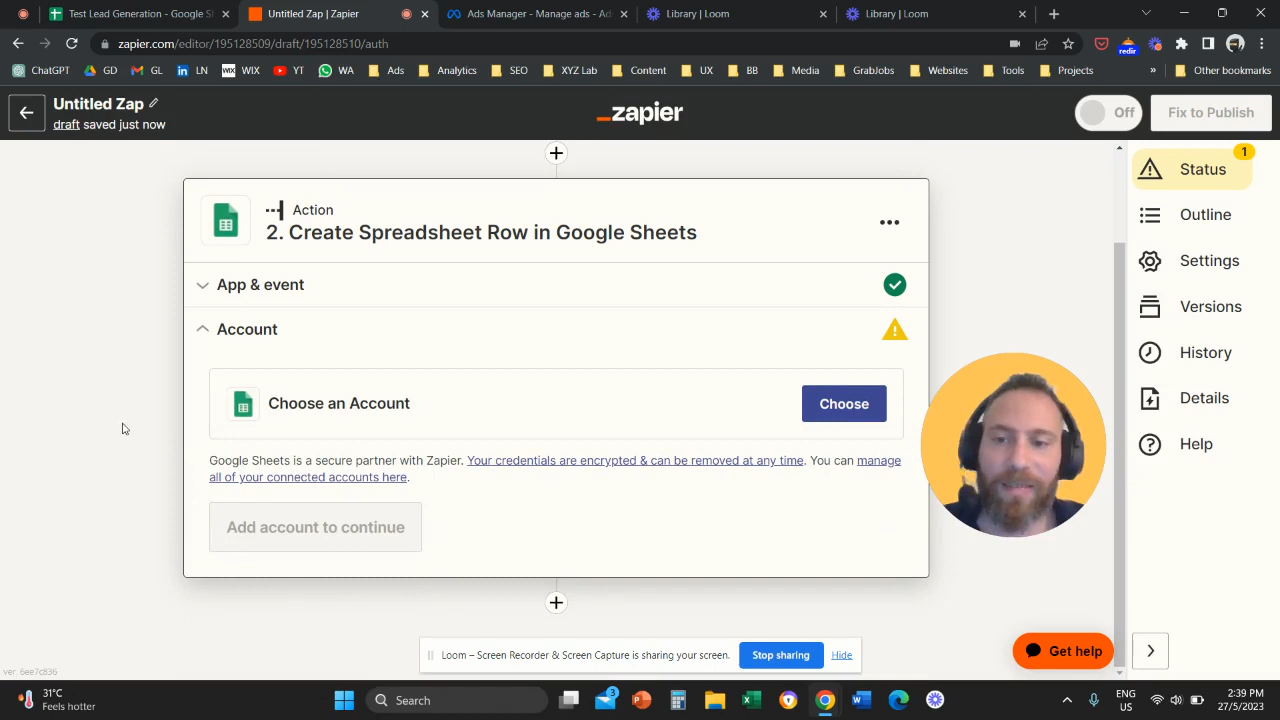 Test Lead Generation - Google S
Untitled Zap | Zapier
Ads Manager - Manage ads - Ad
Library | Loom
Library | Loom
zapier.com/editor/195128509/draft/195128510/auth
redir
ChatGPT
GD
GL
LN
WIX
WIX
YT
WA
Ads
Analytics
SEO
XYZ Lab
Content
UX
BB
Media
GrabJobs
Websites
Tools
Projects
»
Other bookmarks
Untitled Zap
draft saved just now
_zapier
Off
Fix to Publish
1
Status
Outline
Settings
Versions
History
Details
Help
Action
2. Create Spreadsheet Row in Google Sheets
App & event
Account
Choose an Account
Choose
Google Sheets is a secure partner with Zapier. Your credentials are encrypted & can be removed at any time. You can manage
all of your connected accounts here.
Add account to continue
Loom – Screen Recorder & Screen Capture is sharing your screen.
Stop sharing
Hide
Get help
ver. 6ee7c836
31°C
Feels hotter
Search
3
ENG
US
2:39 PM
27/5/2023